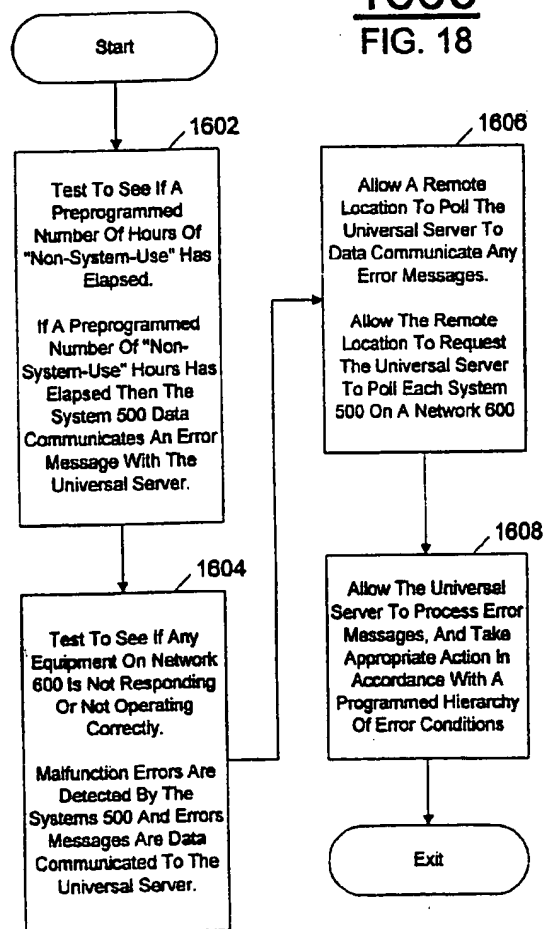 FIG. 18
Start
1602
Test To See If A
Preprogrammed
Number Of Hours Of
"Non-System-Use" Has
Elapsed.
If A Preprogrammed
Number Of "Non-
System-Use" Hours Has
Elapsed Then The
System 500 Data
Communicates An Error
Message With The
Universal Server.
1604
Test To See If Any
Equipment On Network
600 Is Not Responding
Or Not Operating
Correctly.
Malfunction Errors Are
Detected By The
Systems 500 And Errors
Messages Are Data
Communicated To The
Universal Server.
1606
Allow A Remote
Location To Poll The
Universal Server To
Data Communicate Any
Error Messages.
Allow The Remote
Location To Request
The Universal Server
To Poll Each System
500 On A Network 600
1608
Allow The Universal
Server To Process Error
Messages, And Take
Appropriate Action In
Accordance With A
Programmed Hierarchy
Of Error Conditions
Exit